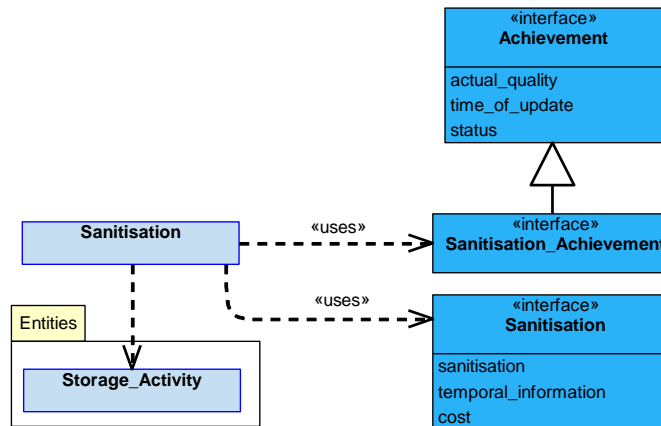 «interface»
Achievement
actual_quality
time_of_update
status
Sanitisation
«uses»
«interface»
Sanitisation_Achievement
«uses»
«interface»
Sanitisation
sanitisation
temporal_information
cost
Entities
Storage_Activity